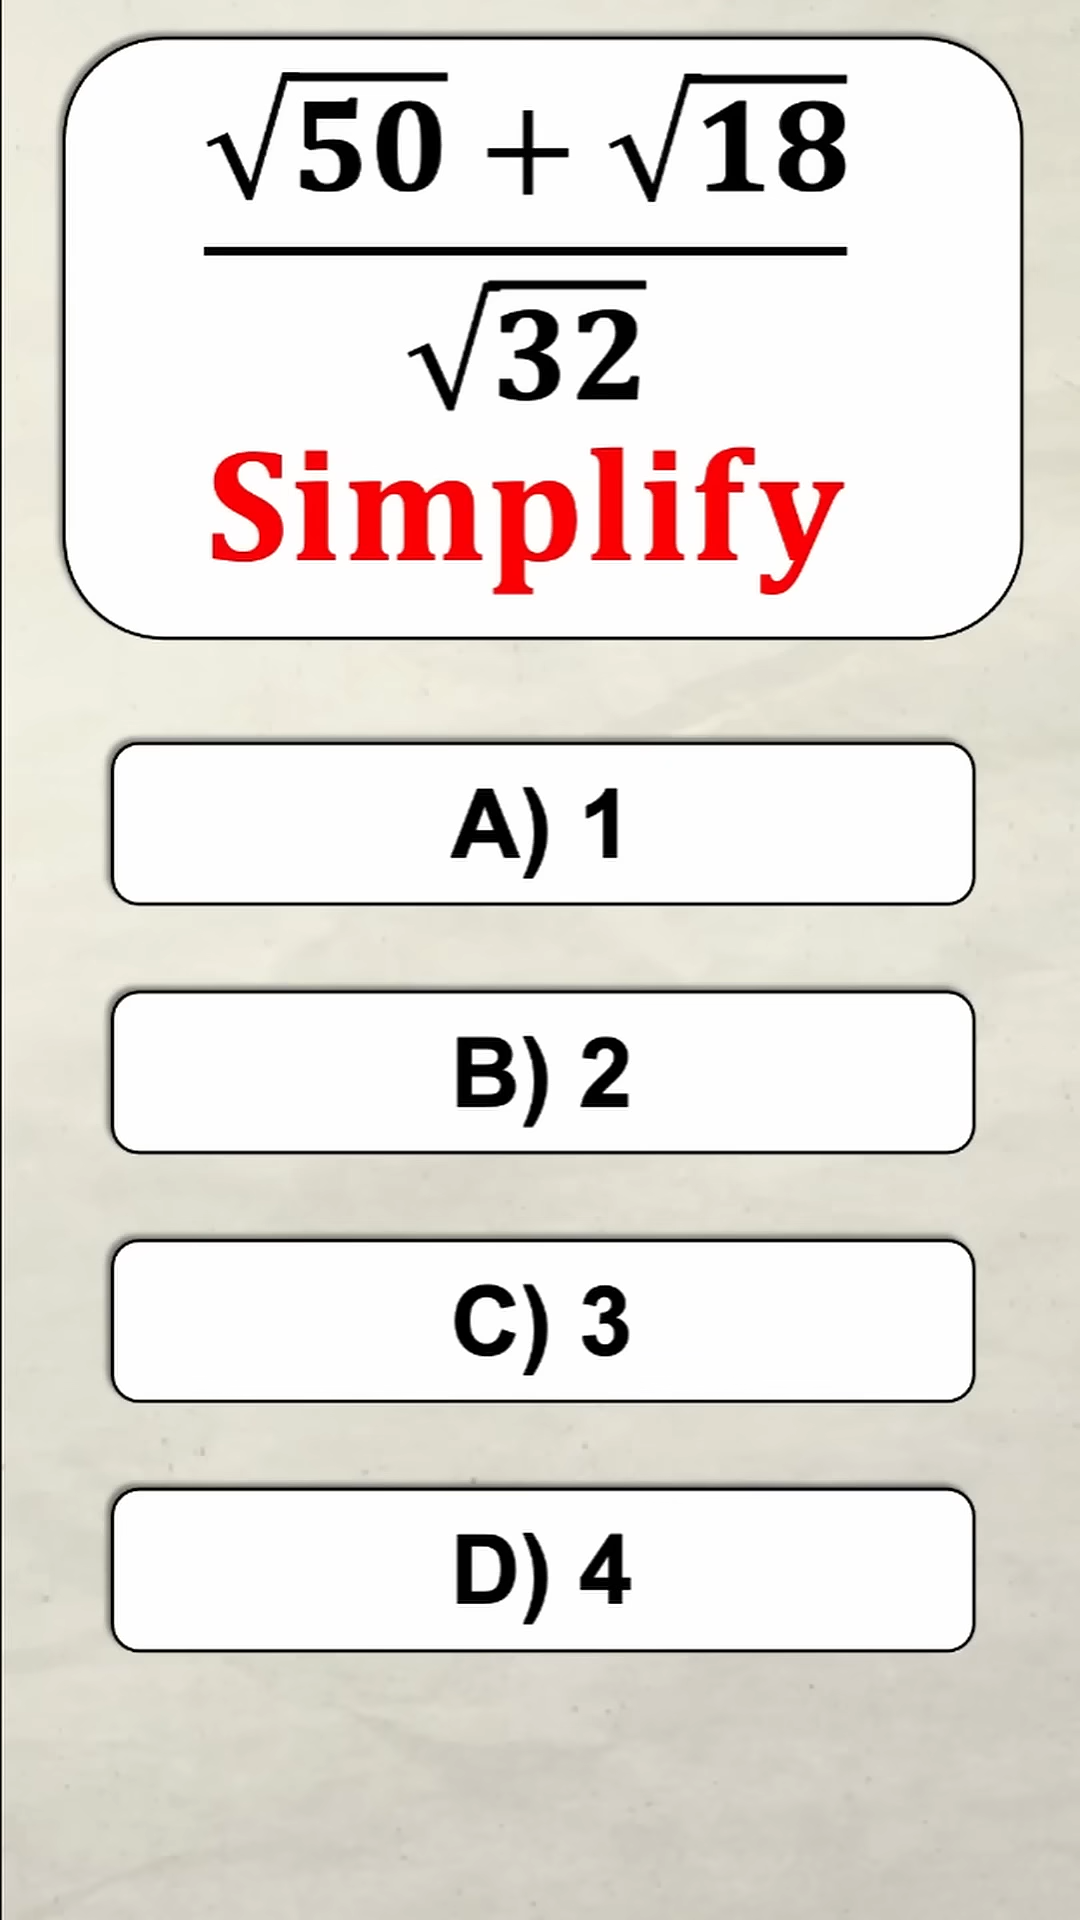 √50 + √18
√32
Simplify
A) 1
B) 2
C) 3
D) 4